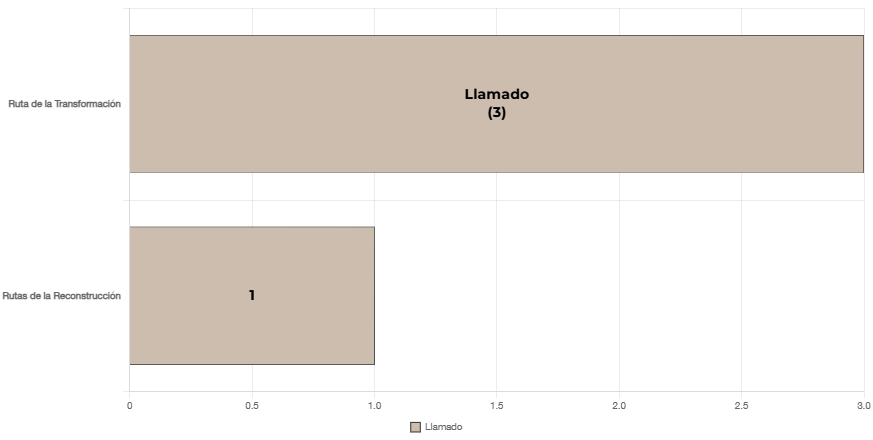 Ruta de la Transformación
Llamado
(3)
Rutas de la Reconstrucción
1
0
0.5
1.0
1.5
2.0
2.5
3.0
Llamado